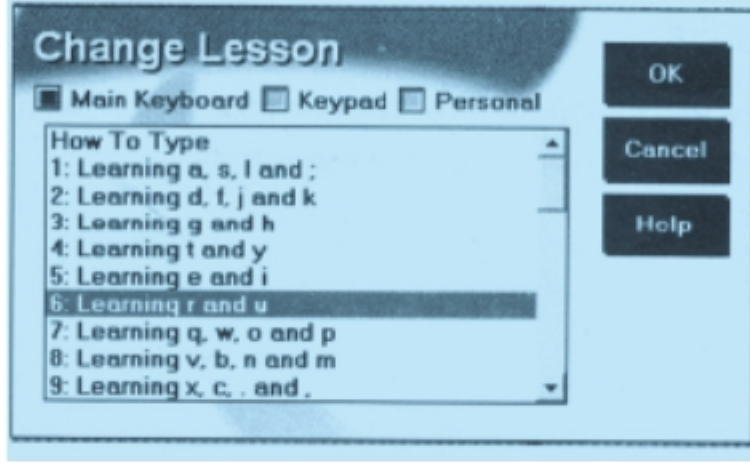 Change Lesson
Main Keyboard Keypad Personal
How To Type
1: Learning a, s, l and ;
2: Learning d, f, j and k
3: Learning g and h
4: Learning t and y
5: Learning e and i
6: Learning r and u
7: Learning q, w, o and p
8: Learning v, b, n and m
9: Learning x, c, . and ,
OK
Cancel
Help